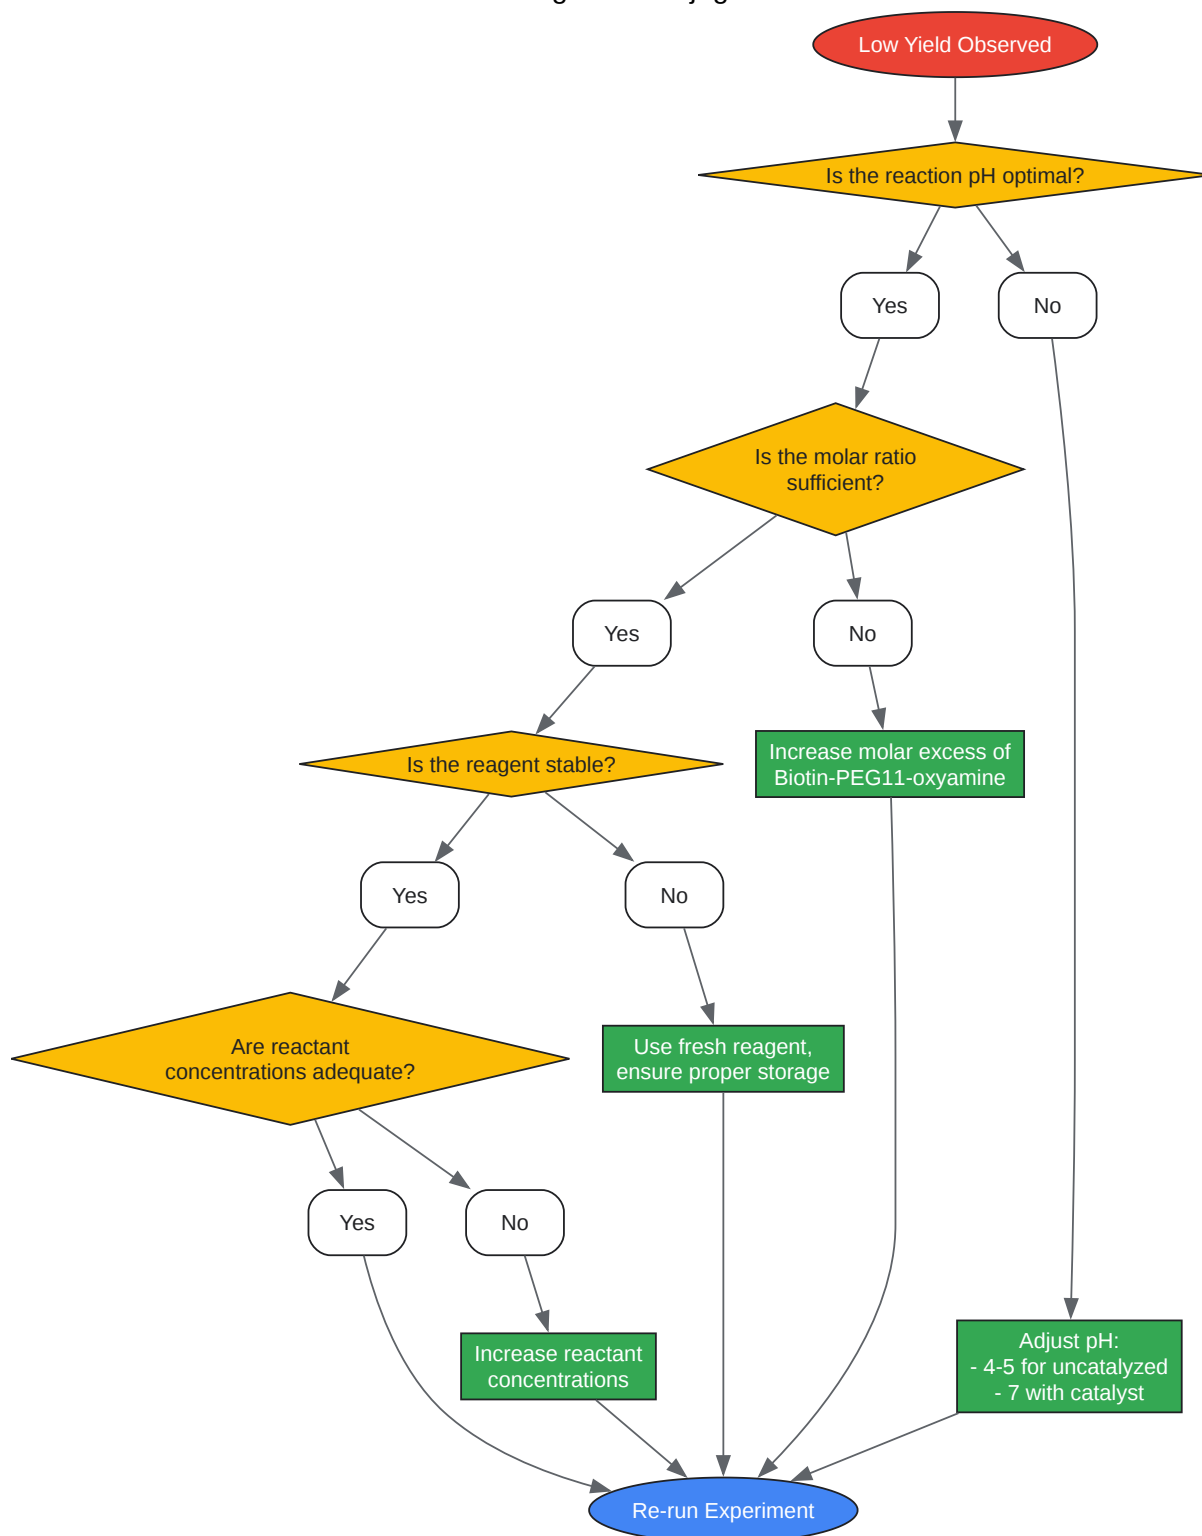 Low Yield Observed
Is the reaction pH optimal?
Yes
No
Is the molar ratio
sufficient?
Yes
No
Is the reagent stable?
Increase molar excess of
Biotin-PEG11-oxyamine
Yes
No
Are reactant
concentrations adequate?
Use fresh reagent,
ensure proper storage
Yes
No
Increase reactant
concentrations
Adjust pH:
- 4-5 for uncatalyzed
- 7 with catalyst
Re-run Experiment